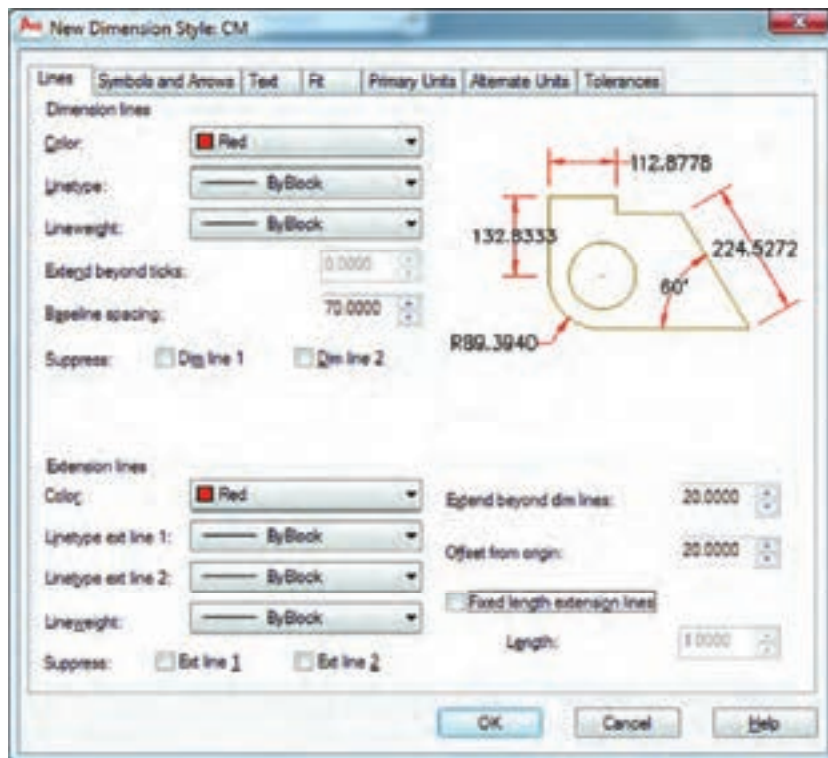 New Dimension Style: CM
Lines Symbols and Arrows Text Fit Primary Units Alternate Units Tolerances
Dimension lines
Color: Red
Linetype: ByBlock
Lineweight: ByBlock
Extend beyond ticks: 0.0000
Baseline spacing: 70.0000
Suppress: Dim line 1 Dim line 2
112.8778
132.8333
224.5272
60°
R89.3940
Extension lines
Color: Red
Linetype ext line 1: ByBlock
Linetype ext line 2: ByBlock
Lineweight: ByBlock
Suppress: Ext line 1 Ext line 2
Extend beyond dim lines: 20.0000
Offset from origin: 20.0000
Fixed length extension lines
Length: 1.0000
OK Cancel Help